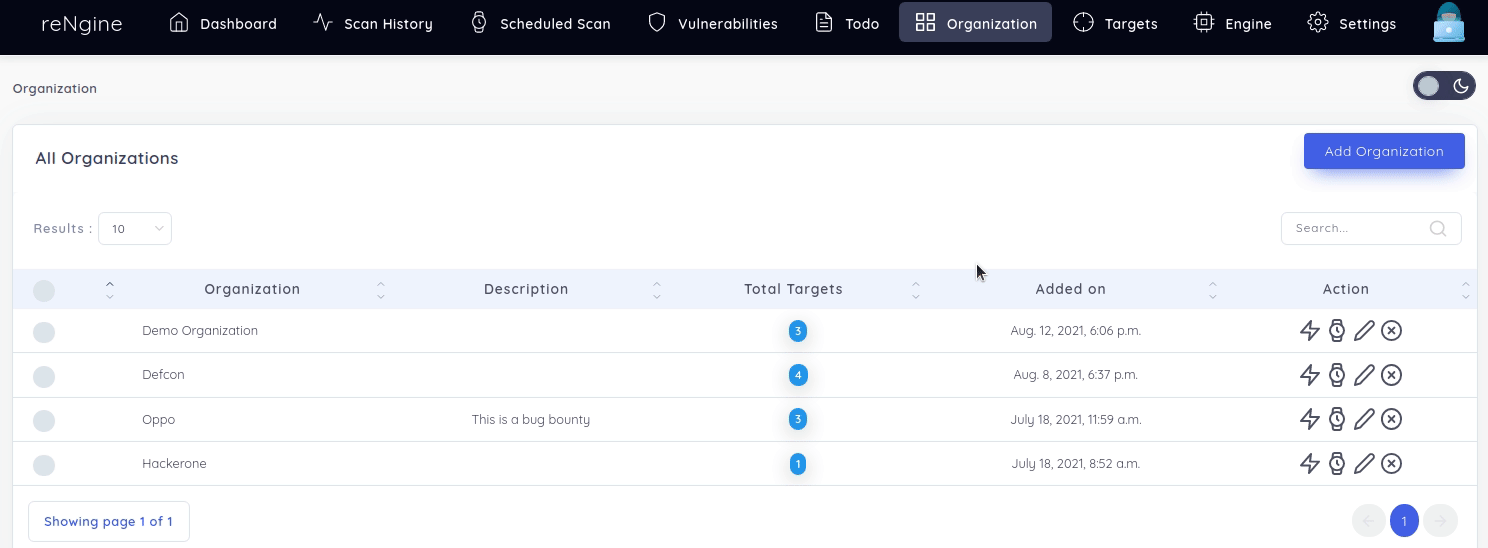 reNgine Dashboard Scan History Scheduled Scan Vulnerabilities Todo Organization Targets Engine Settings
Organization
All Organizations
Add Organization
Results : 10
Search...
Organization Description Total Targets Added on Action
Demo Organization 3 Aug. 12, 2021, 6:06 p.m.
Defcon 4 Aug. 8, 2021, 6:37 p.m.
Oppo This is a bug bounty 3 July 18, 2021, 11:59 a.m.
Hackerone 1 July 18, 2021, 8:52 a.m.
Showing page 1 of 1
1